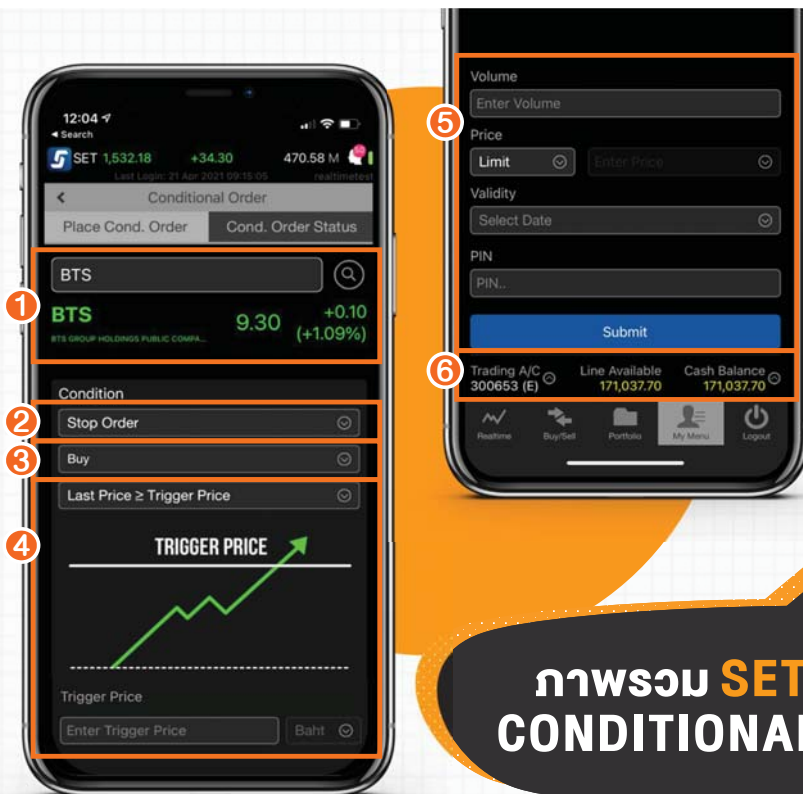 12:04
Search
SET 1,532.18 +34.30 470.58 M
Last Login: 21 Apr 2021 09:15:05 realtimetest
Conditional Order
Place Cond. Order Cond. Order Status
1
BTS
BTS 9.30 +0.10
(+1.09%)
BTS GROUP HOLDINGS PUBLIC COMPA...
Condition
2
Stop Order
3
Buy
4
Last Price ≥ Trigger Price
TRIGGER PRICE
Trigger Price
Enter Trigger Price Baht
5
Volume
Enter Volume
Price
Limit Enter Price
Validity
Select Date
PIN
PIN..
Submit
6
Trading A/C Line Available Cash Balance
300653 (E) 171,037.70 171,037.70
Realtime Buy/Sell Portfolio My Menu Logout
ภาพรวม SET
CONDITIONAL